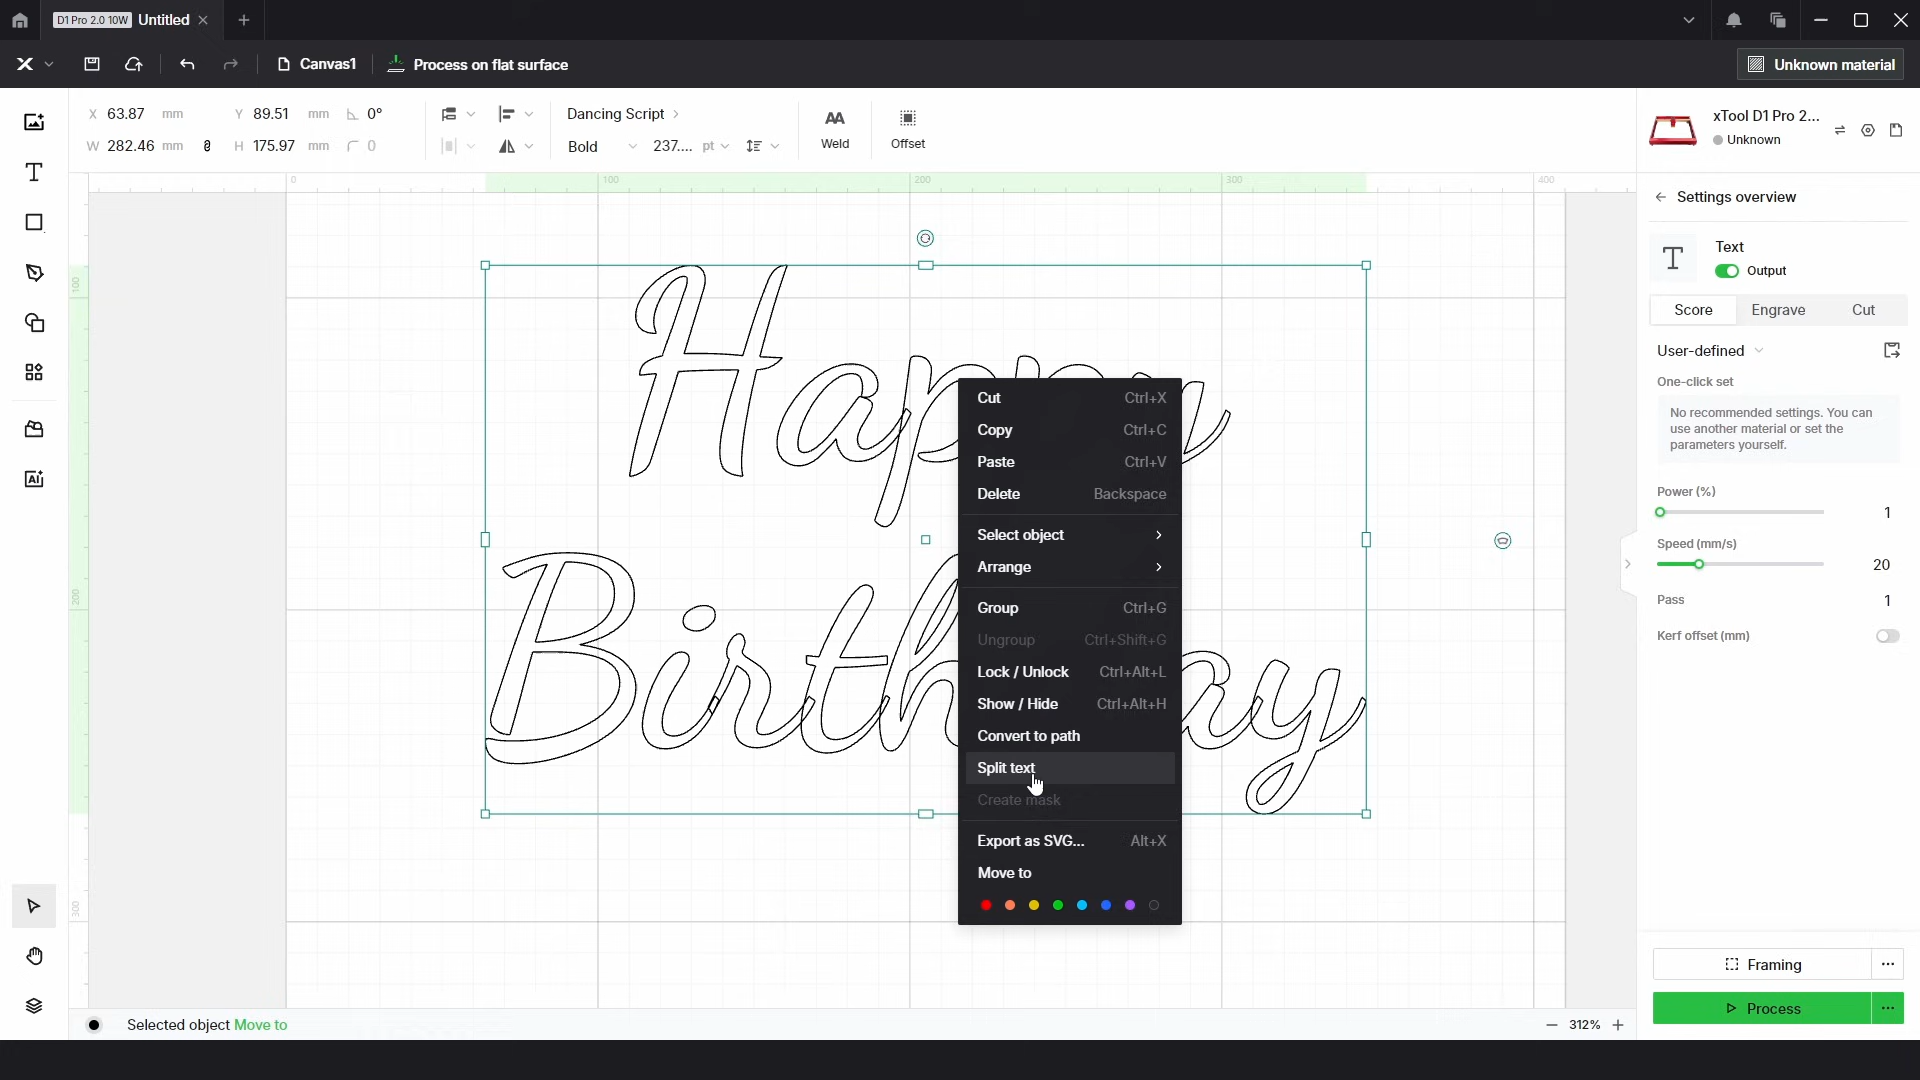 D1 Pro 2.0 10W Untitled
Canvas1 Process on flat surface Unknown material
X 63.87 mm Y 89.51 mm 0°
W 282.46 mm H 175.97 mm 0
Dancing Script >
Bold 237.... pt
Weld
Offset
xTool D1 Pro 2...
Unknown
0 100 200 300 400
100
200
300
Happy
Birthday
Cut Ctrl+X
Copy Ctrl+C
Paste Ctrl+V
Delete Backspace
Select object
Arrange
Group Ctrl+G
Ungroup Ctrl+Shift+G
Lock / Unlock Ctrl+Alt+L
Show / Hide Ctrl+Alt+H
Convert to path
Split text
Create mask
Export as SVG... Alt+X
Move to
Settings overview
Text
Output
Score Engrave Cut
User-defined
One-click set
No recommended settings. You can
use another material or set the
parameters yourself.
Power (%)
1
Speed (mm/s)
20
Pass 1
Kerf offset (mm)
Framing ...
Process ...
Selected object Move to
312%